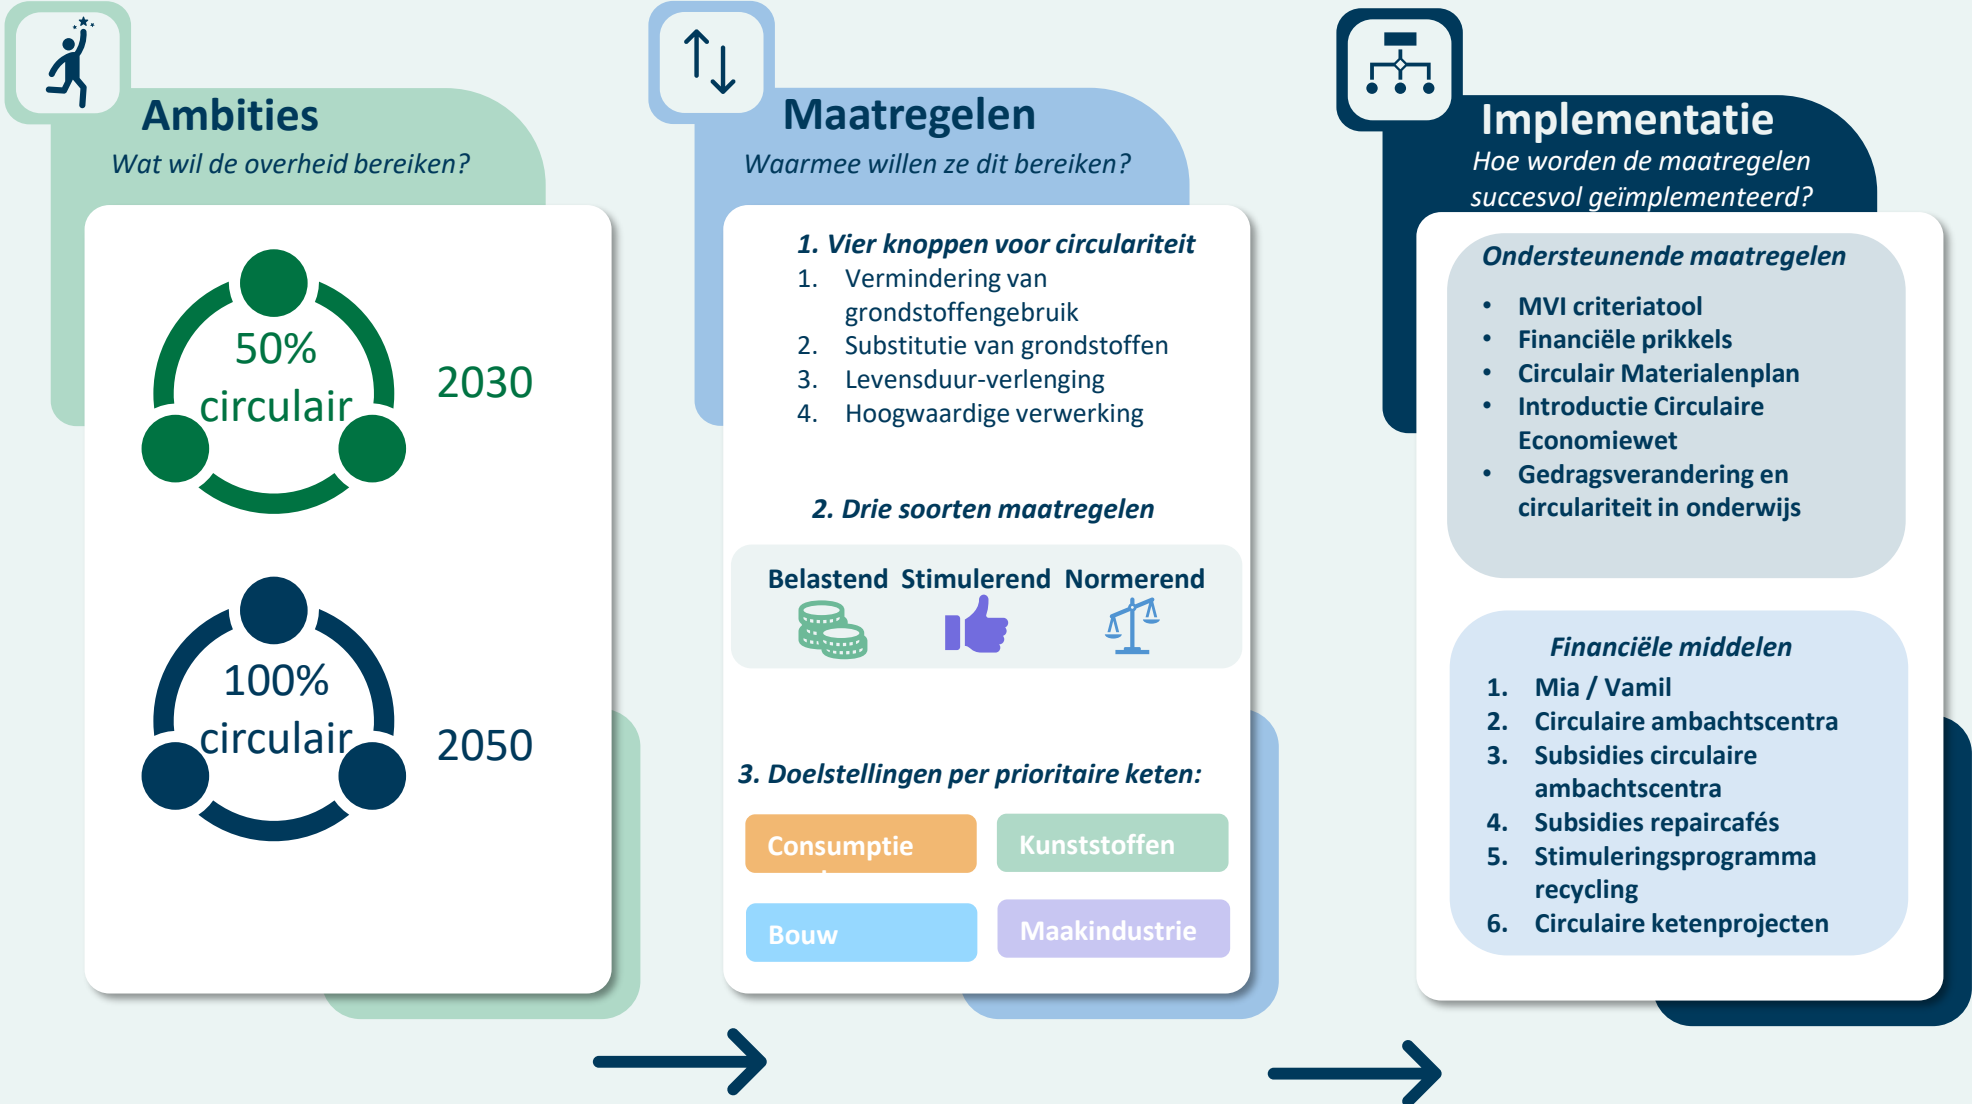 Ambities
Wat wil de overheid bereiken?
50%
circulair
2030
100%
circulair
2050
Maatregelen
Waarmee willen ze dit bereiken?
1. Vier knoppen voor circulariteit
1. Vermindering van
grondstoffengebruik
2. Substitutie van grondstoffen
3. Levensduur-verlenging
4. Hoogwaardige verwerking
2. Drie soorten maatregelen
Belastend Stimulerend Normerend
3. Doelstellingen per prioritaire keten:
Consumptie
Kunststoffen
Bouw
Maakindustrie
Implementatie
Hoe worden de maatregelen
succesvol geïmplementeerd?
Ondersteunende maatregelen
• MVI criteriatool
• Financiële prikkels
• Circulair Materialenplan
• Introductie Circulaire
Economiewet
• Gedragsverandering en
circulariteit in onderwijs
Financiële middelen
1. Mia / Vamil
2. Circulaire ambachtscentra
3. Subsidies circulaire
ambachtscentra
4. Subsidies repaircafés
5. Stimuleringsprogramma
recycling
6. Circulaire ketenprojecten